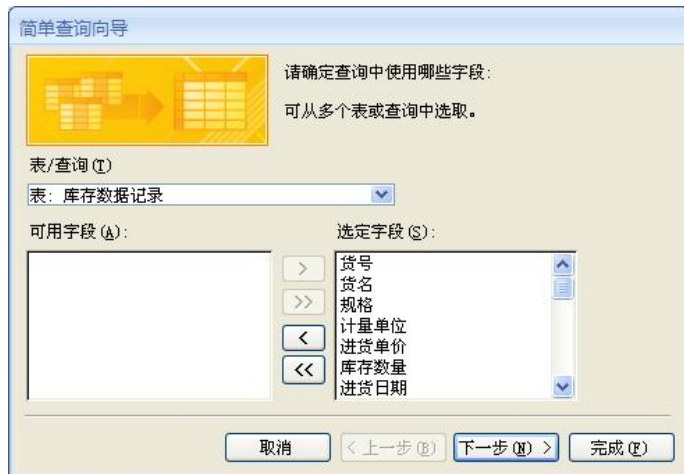 简单查询向导
请确定查询中使用哪些字段:
可从多个表或查询中选取。
表/查询(T)
表: 库存数据记录
可用字段(A):
选定字段(S):
>
>>
<
<<
货号
货名
规格
计量单位
进货单价
库存数量
进货日期
取消
< 上一步(B)
下一步(N) >
完成(F)